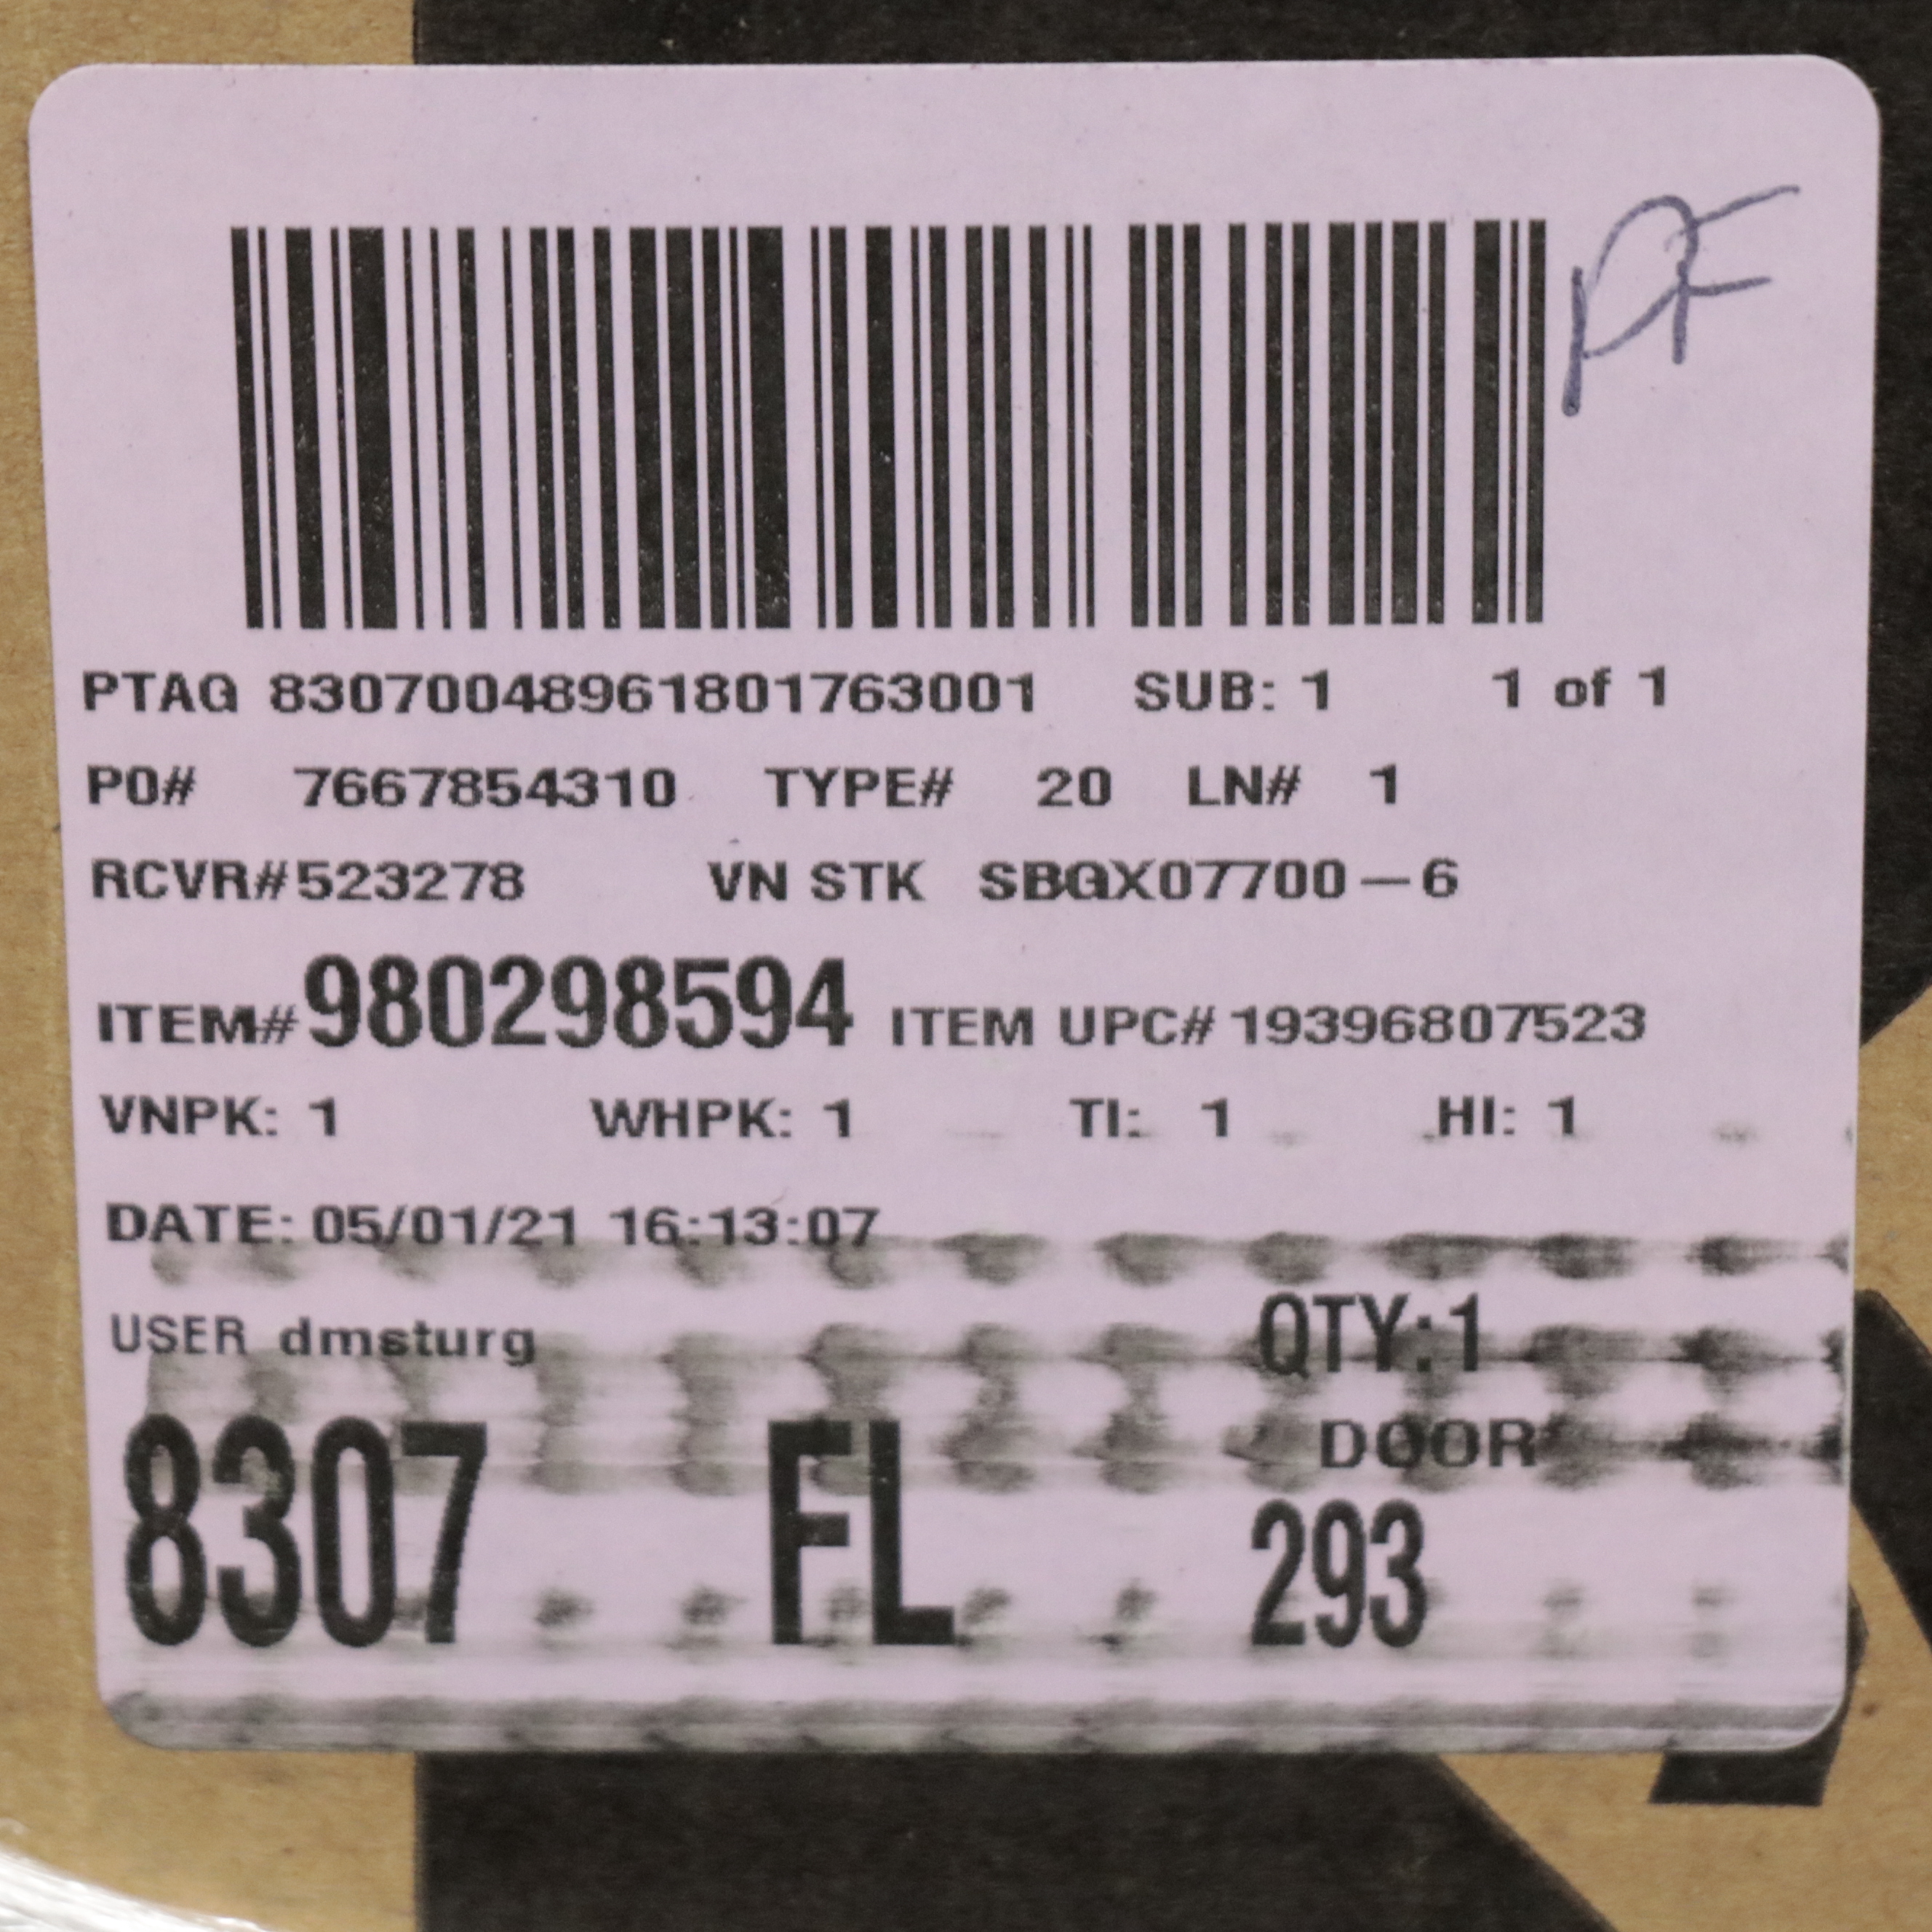 PF
PTAG 83070048961801763001 SUB: 1 1 of 1
PO# 7667854310 TYPE# 20 LN# 1
RCVR#523278 VN STK SBGX07700-6
ITEM#980298594 ITEM UPC# 19396807523
VNPK: 1 WHPK: 1 TI: 1 HI: 1
DATE: 05/01/21 16:13:07
USER dmsturg QTY:1
DOOR
8307 FL 293